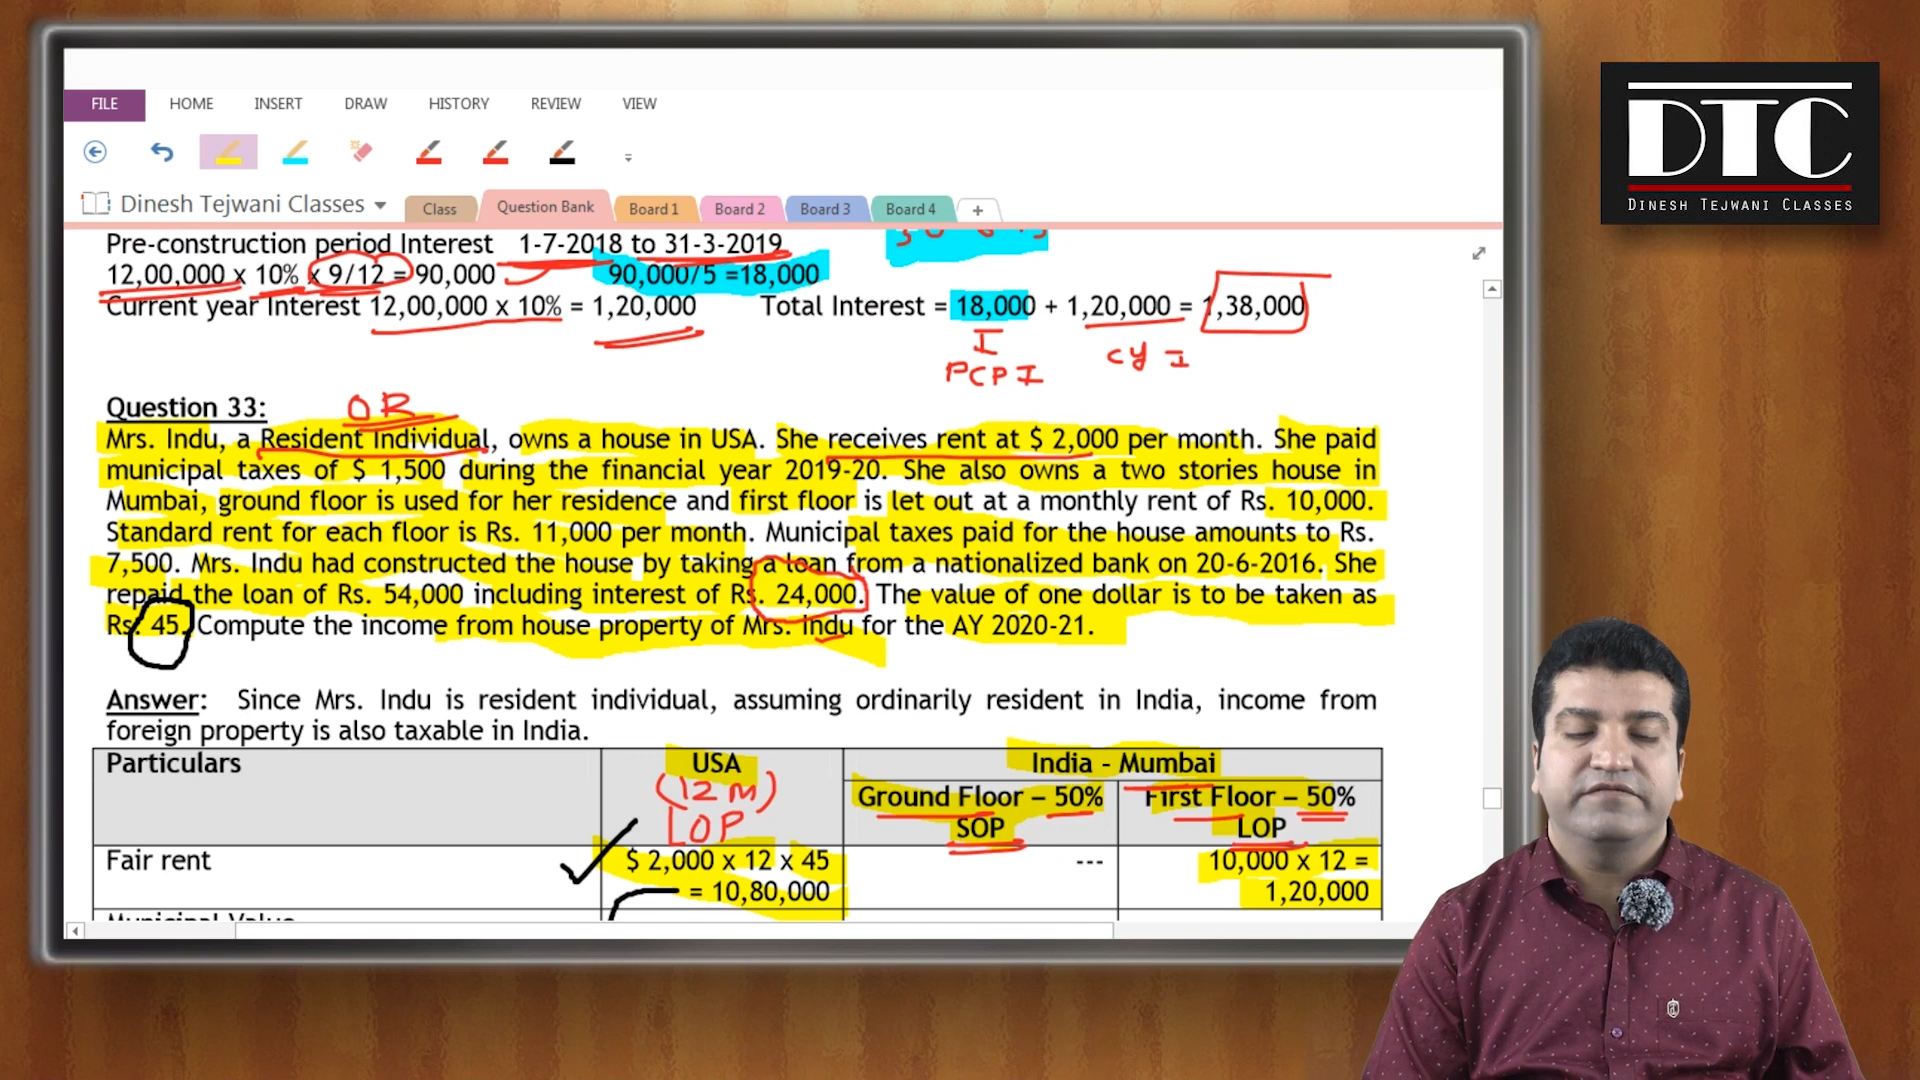 FILE HOME INSERT DRAW HISTORY REVIEW VIEW
Dinesh Tejwani Classes Class Question Bank Board 1 Board 2 Board 3 Board 4 +
Pre-construction period Interest 1-7-2018 to 31-3-2019
12,00,000 x 10% x 9/12 = 90,000 90,000/5 =18,000
Current year Interest 12,00,000 x 10% = 1,20,000 Total Interest = 18,000 + 1,20,000 = 1,38,000
I
PCPI CY I
Question 33: OR
Mrs. Indu, a Resident Individual, owns a house in USA. She receives rent at $ 2,000 per month. She paid
municipal taxes of $ 1,500 during the financial year 2019-20. She also owns a two stories house in
Mumbai, ground floor is used for her residence and first floor is let out at a monthly rent of Rs. 10,000.
Standard rent for each floor is Rs. 11,000 per month. Municipal taxes paid for the house amounts to Rs.
7,500. Mrs. Indu had constructed the house by taking a loan from a nationalized bank on 20-6-2016. She
repaid the loan of Rs. 54,000 including interest of Rs. 24,000. The value of one dollar is to be taken as
Rs. 45. Compute the income from house property of Mrs. Indu for the AY 2020-21.
Answer: Since Mrs. Indu is resident individual, assuming ordinarily resident in India, income from
foreign property is also taxable in India.
Particulars USA India - Mumbai
(12 M) Ground Floor – 50% First Floor – 50%
LOP SOP LOP
Fair rent $ 2,000 x 12 x 45 --- 10,000 x 12 =
= 10,80,000 1,20,000
Municipal Value
DTC
DINESH TEJWANI CLASSES